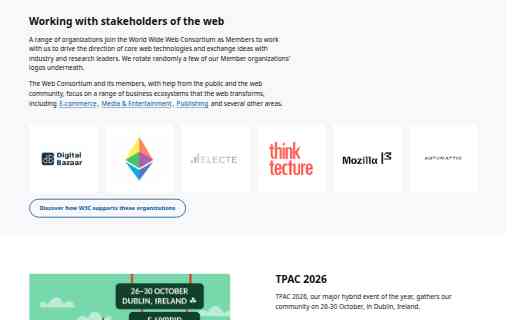 Working with stakeholders of the web
A range of organizations join the World Wide Web Consortium as Members to work
with us to drive the direction of core web technologies and exchange ideas with
industry and research leaders. We rotate randomly a few of our Member organizations'
logos underneath.
The Web Consortium and its members, with help from the public and the web
community, focus on a range of business ecosystems that the web transforms,
including E-commerce, Media & Entertainment, Publishing and several other areas.
Digital
Bazaar
ELECTE
think
tecture
Mozilla
AUTOMATTIC
Discover how W3C supports these organizations
26-30 OCTOBER
DUBLIN, IRELAND
TPAC 2026
TPAC 2026, our major hybrid event of the year, gathers our
community on 26-30 October, in Dublin, Ireland.